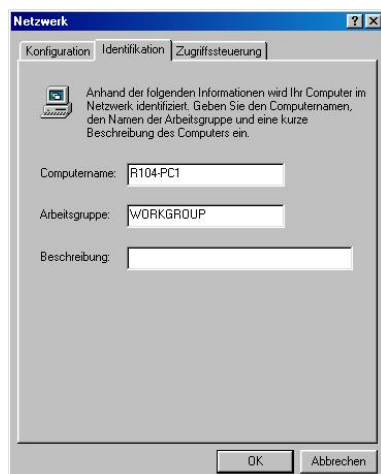 Netzwerk
Konfiguration Identifikation Zugriffssteuerung
Anhand der folgenden Informationen wird Ihr Computer im
Netzwerk identifiziert. Geben Sie den Computernamen,
den Namen der Arbeitsgruppe und eine kurze
Beschreibung des Computers ein.
Computername: R104-PC1
Arbeitsgruppe: WORKGROUP
Beschreibung:
OK Abbrechen